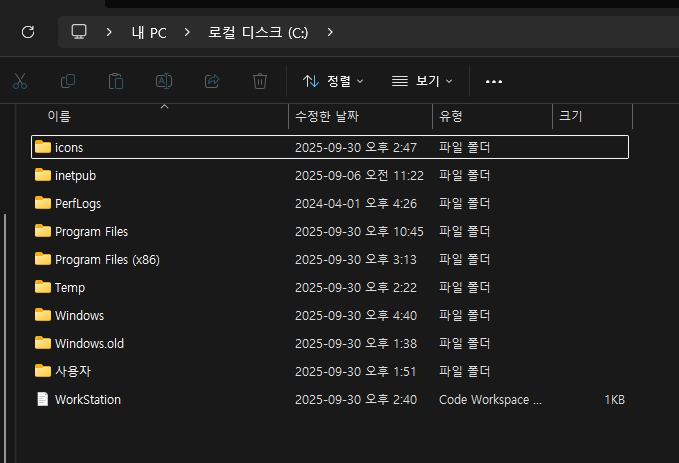 내 PC > 로컬 디스크 (C:) >
정렬 보기
이름 수정한 날짜 유형 크기
icons 2025-09-30 오후 2:47 파일 폴더
inetpub 2025-09-06 오전 11:22 파일 폴더
PerfLogs 2024-04-01 오후 4:26 파일 폴더
Program Files 2025-09-30 오후 10:45 파일 폴더
Program Files (x86) 2025-09-30 오후 3:13 파일 폴더
Temp 2025-09-30 오후 2:22 파일 폴더
Windows 2025-09-30 오후 4:40 파일 폴더
Windows.old 2025-09-30 오후 1:38 파일 폴더
사용자 2025-09-30 오후 1:51 파일 폴더
WorkStation 2025-09-30 오후 2:40 Code Workspace ... 1KB